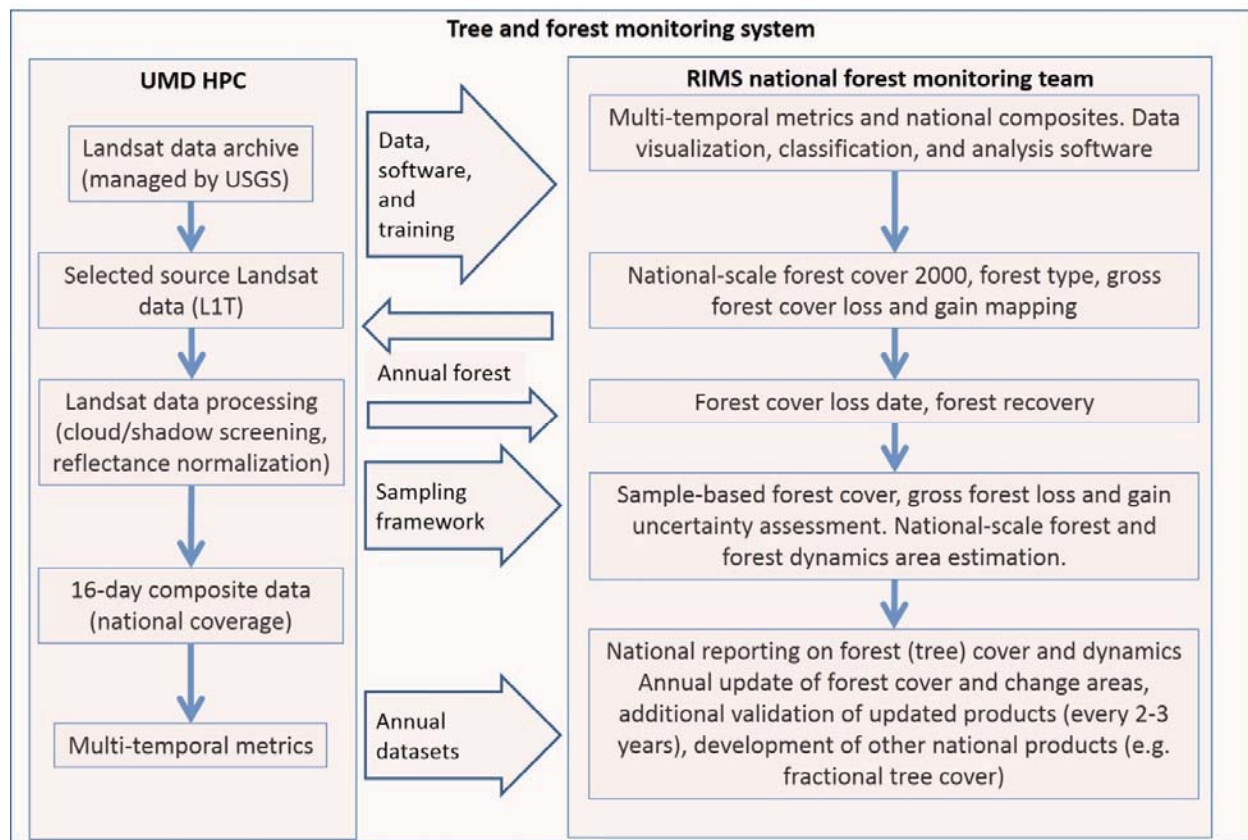 Tree and forest monitoring system
UMD HPC
Landsat data archive
(managed by USGS)
Selected source Landsat
data (L1T)
Landsat data processing
(cloud/shadow screening,
reflectance normalization)
16-day composite data
(national coverage)
Multi-temporal metrics
Data,
software,
and
training
Annual forest
Sampling
framework
Annual
datasets
RIMS national forest monitoring team
Multi-temporal metrics and national composites. Data
visualization, classification, and analysis software
National-scale forest cover 2000, forest type, gross
forest cover loss and gain mapping
Forest cover loss date, forest recovery
Sample-based forest cover, gross forest loss and gain
uncertainty assessment. National-scale forest and
forest dynamics area estimation.
National reporting on forest (tree) cover and dynamics
Annual update of forest cover and change areas,
additional validation of updated products (every 2-3
years), development of other national products (e.g.
fractional tree cover)